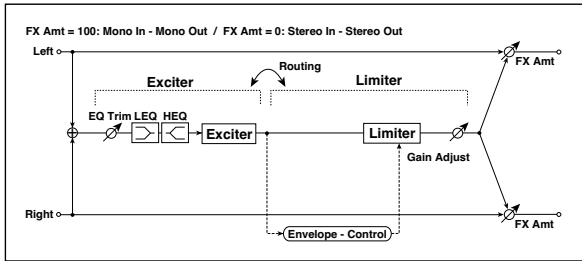 FX Amt = 100: Mono In - Mono Out / FX Amt = 0: Stereo In - Stereo Out
Left
FX Amt
Routing
Exciter
Limiter
EQ Trim LEQ HEQ
Exciter
Limiter
Gain Adjust
Right
FX Amt
Envelope - Control